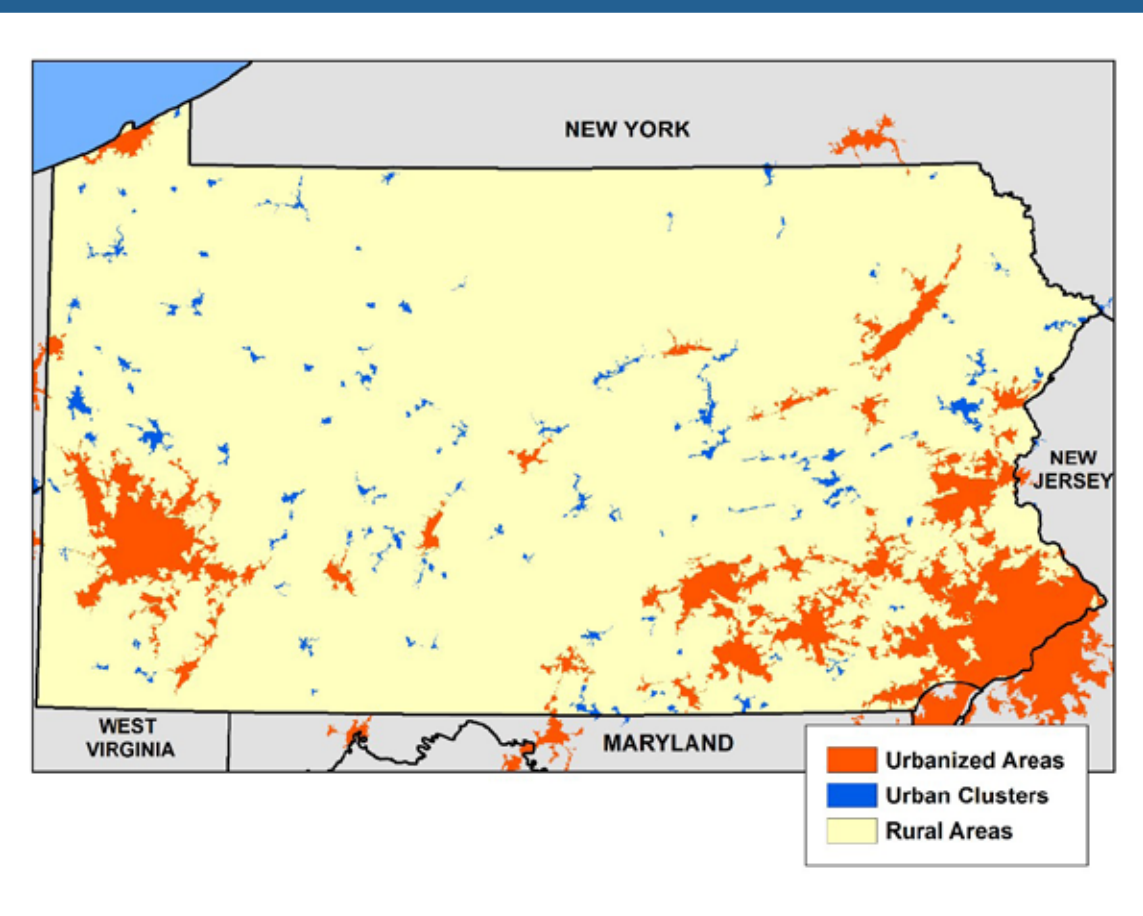 NEW YORK
NEW
JERSEY
WEST
VIRGINIA
MARYLAND
Urbanized Areas
Urban Clusters
Rural Areas